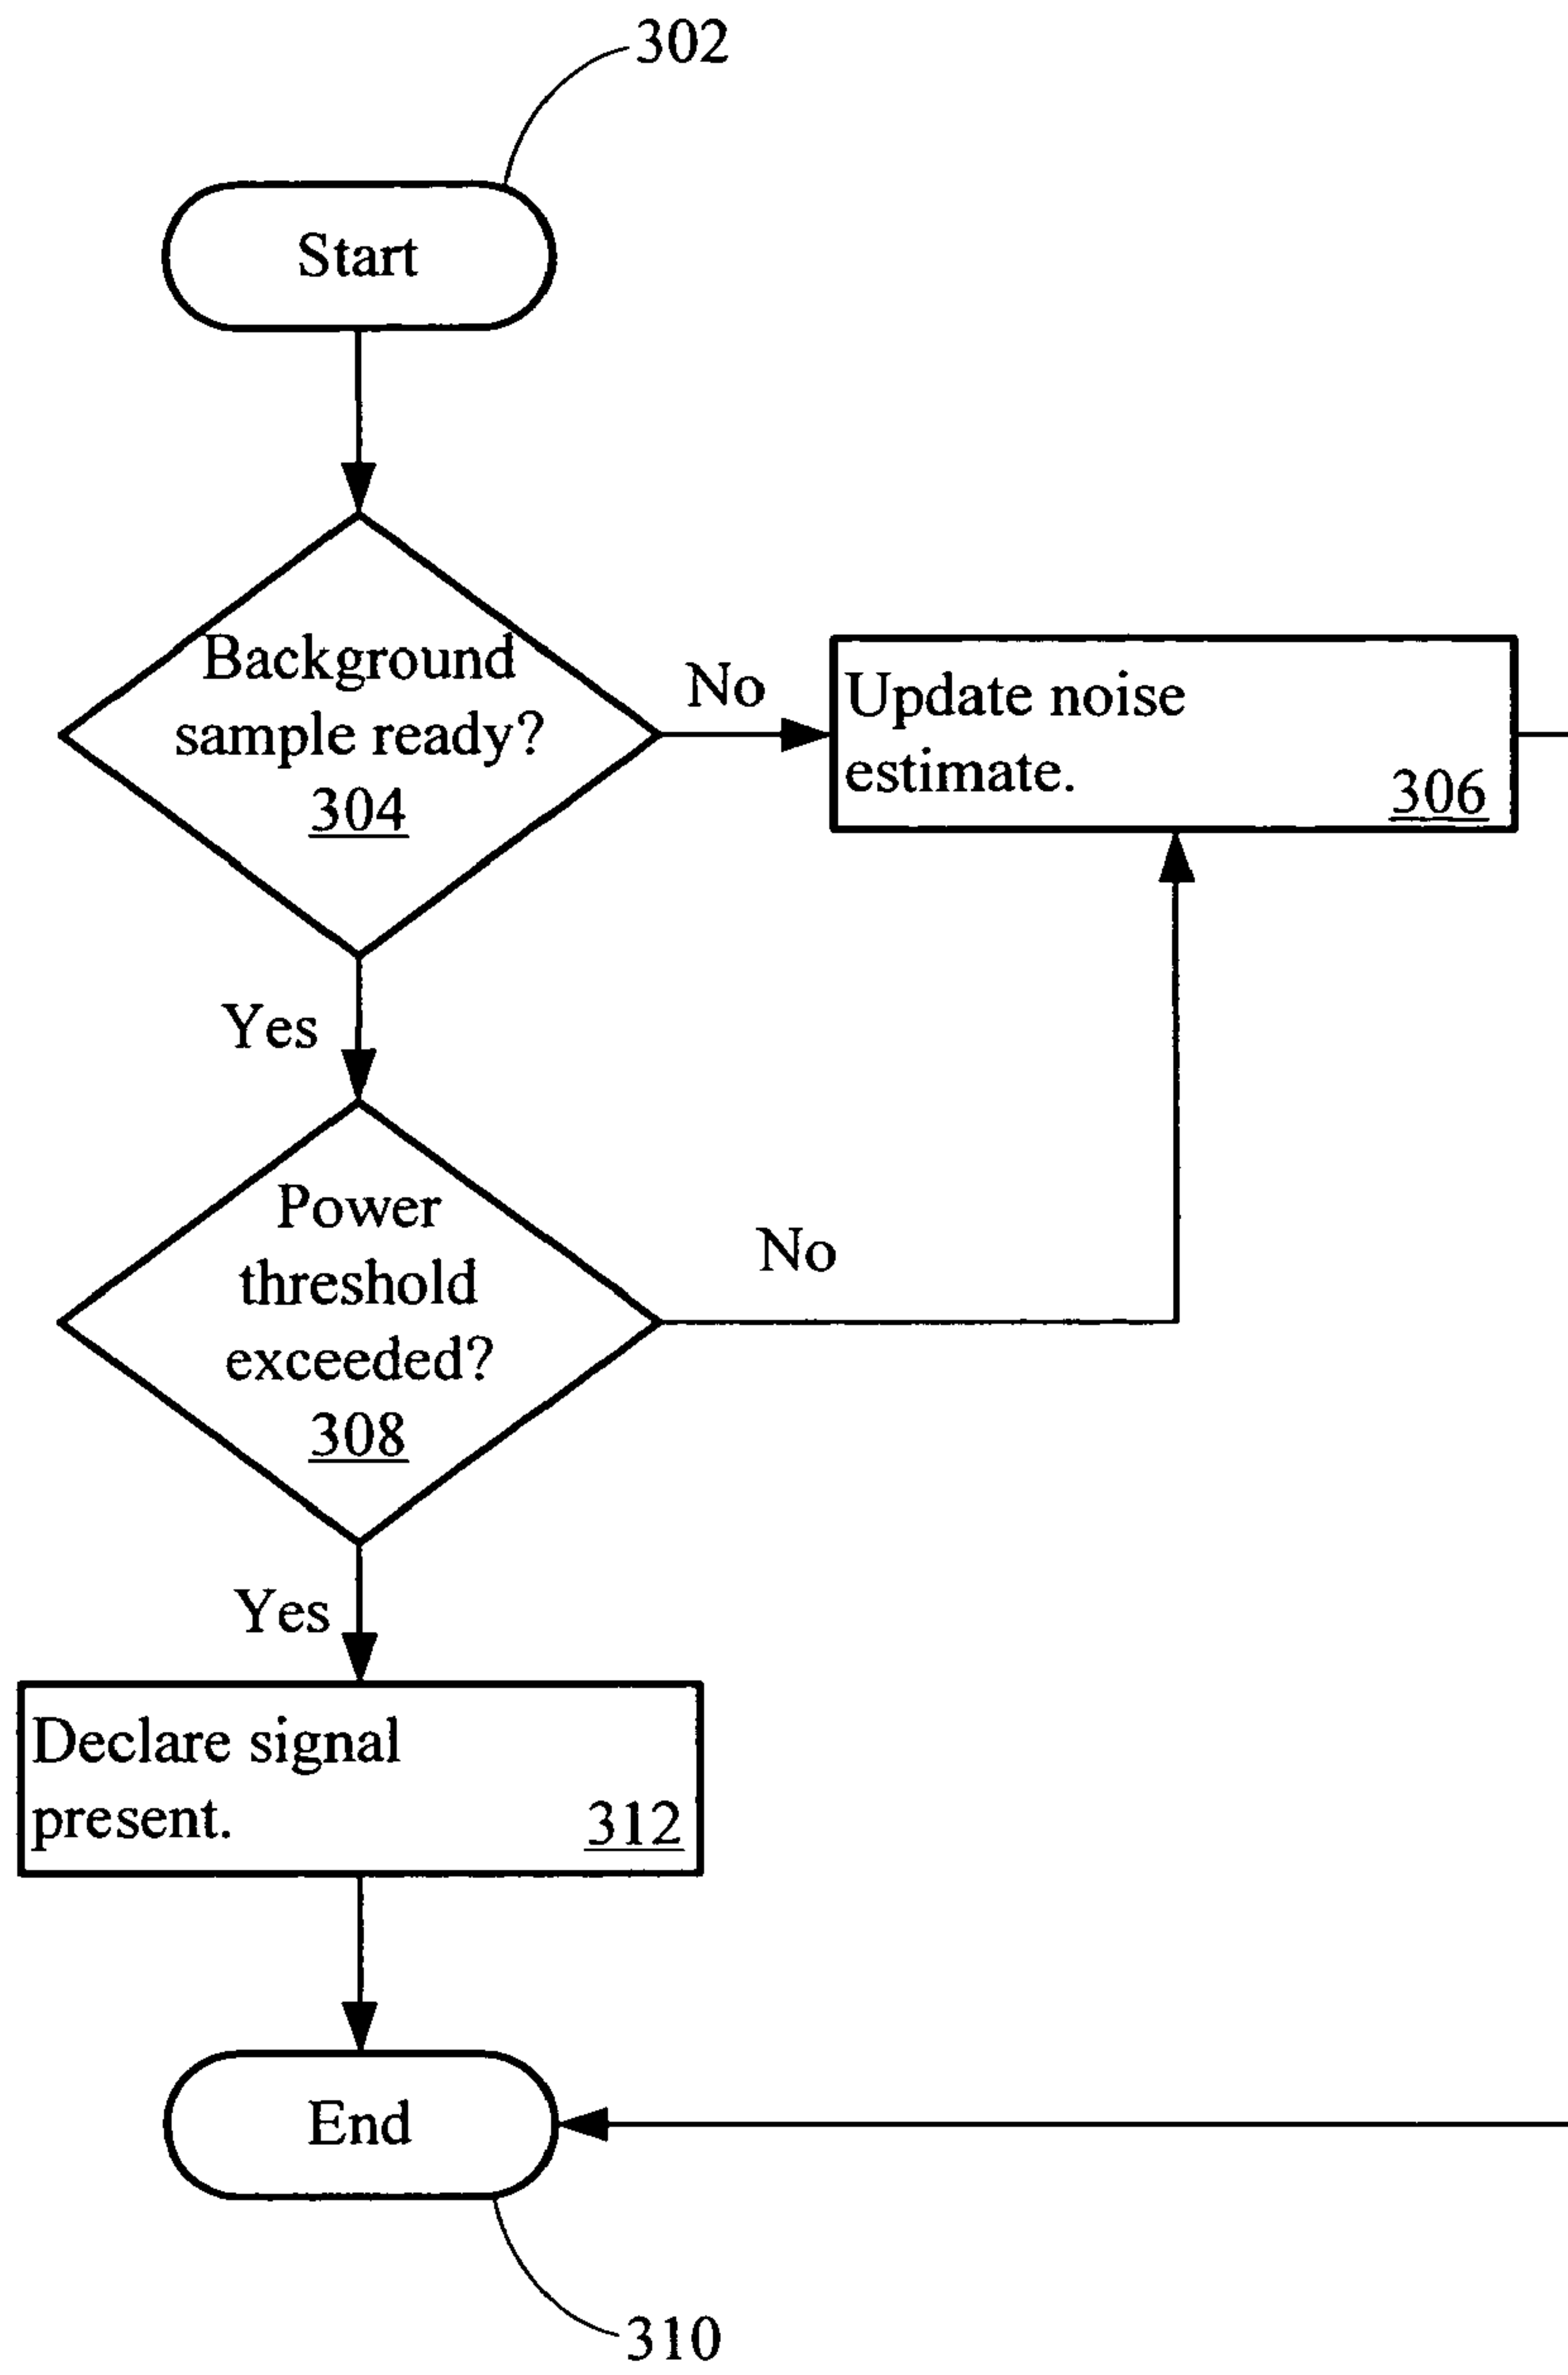 302
Start
Background
sample ready?
304
No
Update noise
estimate.
306
Yes
Power
threshold
exceeded?
308
No
Yes
Declare signal
present.
312
End
310